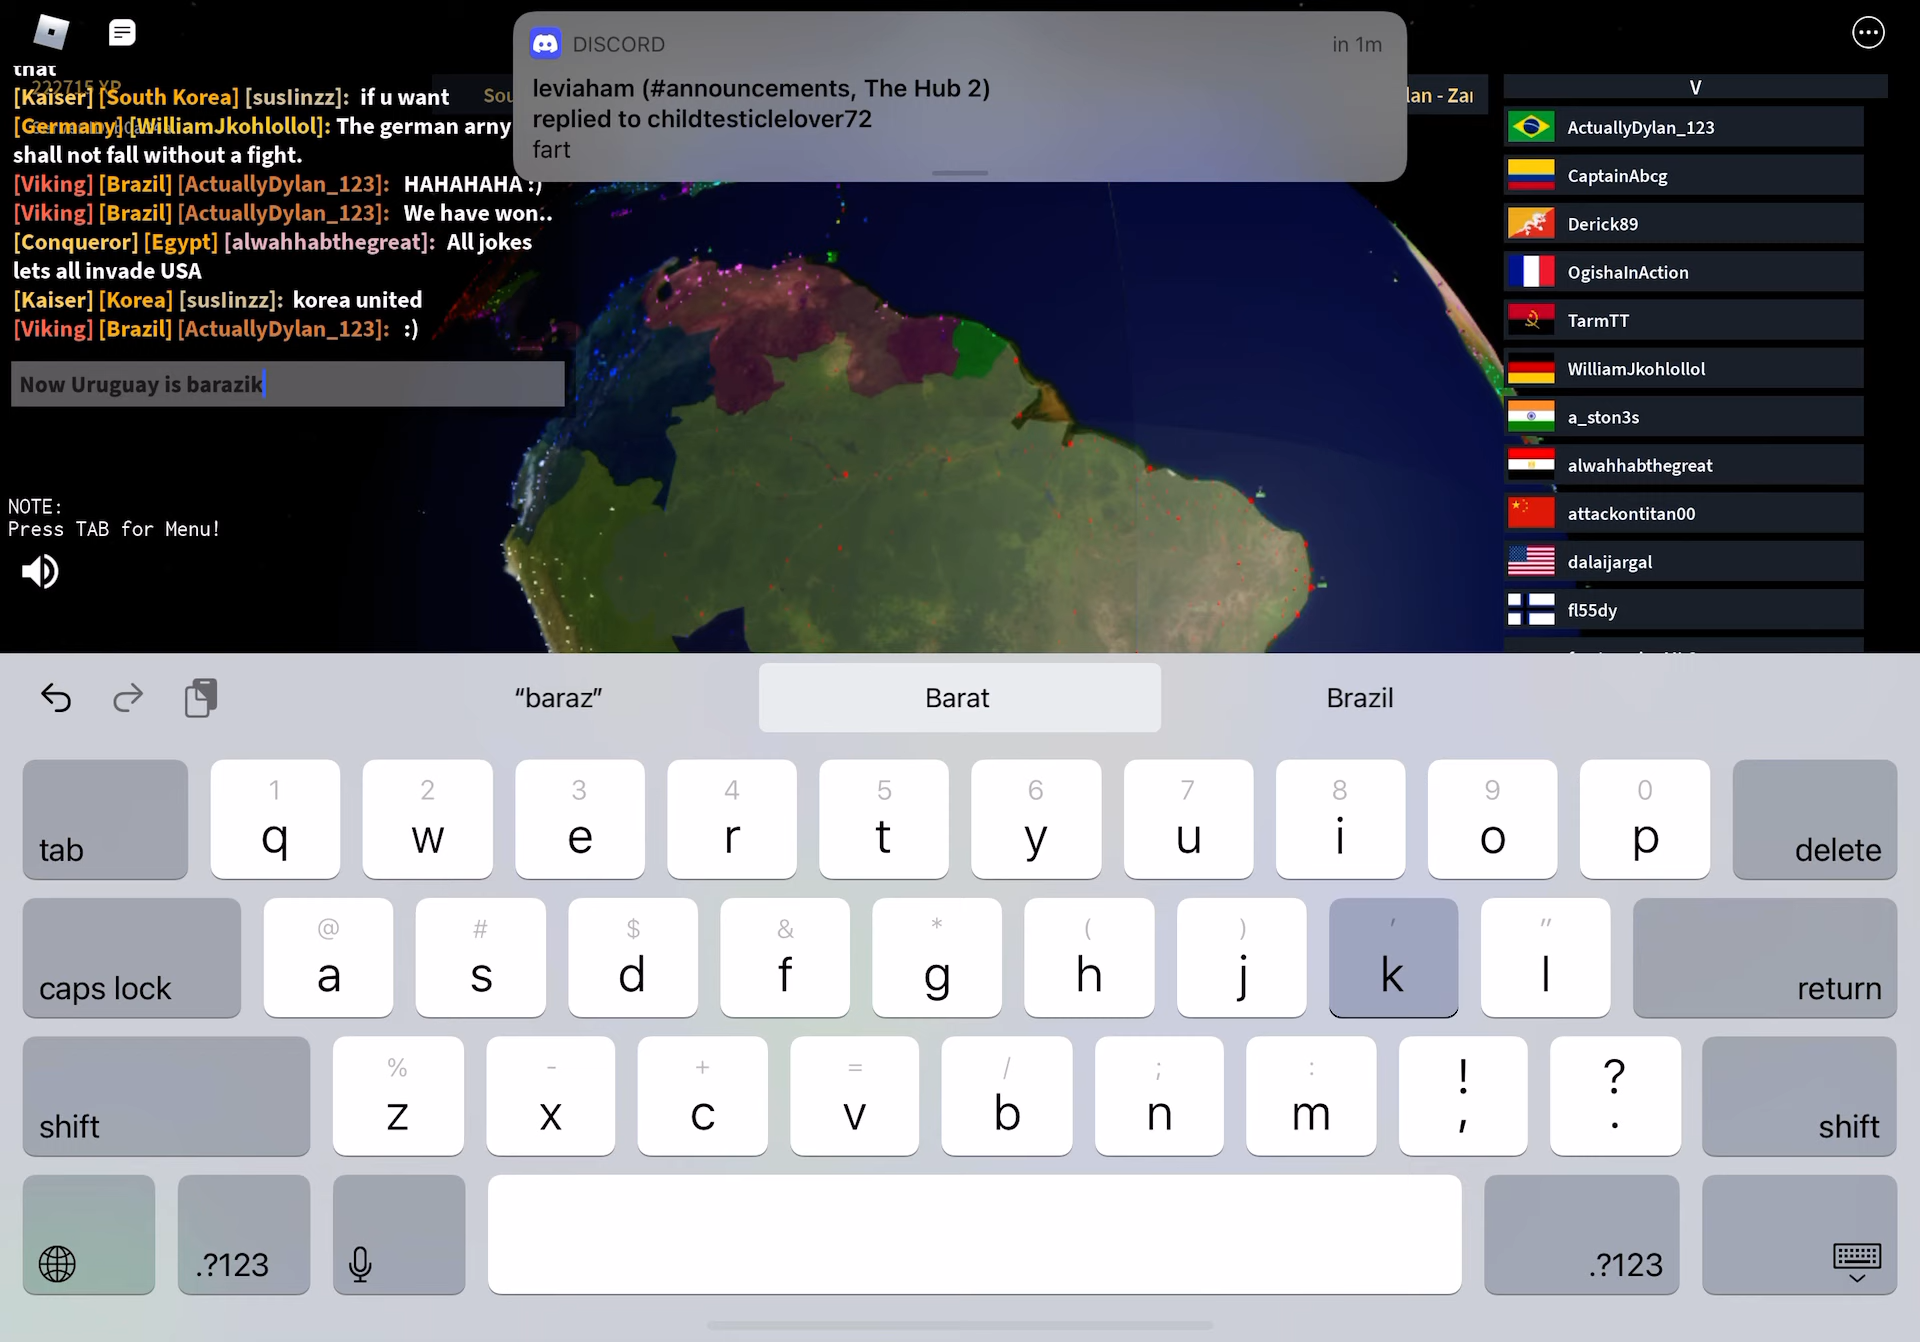 that
222715 XP
[Kaiser] [South Korea] [suslinzz]: if u want
[Germany] [WilliamJkohlollol]: The german arny
shall not fall without a fight.
[Viking] [Brazil] [ActuallyDylan_123]: HAHAHAHA :)
[Viking] [Brazil] [ActuallyDylan_123]: We have won..
[Conqueror] [Egypt] [alwahhabthegreat]: All jokes
lets all invade USA
[Kaiser] [Korea] [suslinzz]: korea united
[Viking] [Brazil] [ActuallyDylan_123]: :)
Now Uruguay is barazik
NOTE:
Press TAB for Menu!
Sou
DISCORD
in 1m
leviaham (#announcements, The Hub 2)
replied to childtesticlelover72
fart
lan - Zai
V
ActuallyDylan_123
CaptainAbcg
Derick89
OgishaInAction
TarmTT
WilliamJkohlollol
a_ston3s
alwahhabthegreat
attackontitan00
dalaijargal
fl55dy
“baraz” Barat Brazil
1 2 3 4 5 6 7 8 9 0
tab q w e r t y u i o p delete
@ # $ & * ( ) ' "
caps lock a s d f g h j k l return
% - + = / ; : ! ?
shift z x c v b n m , . shift
.?123 .?123